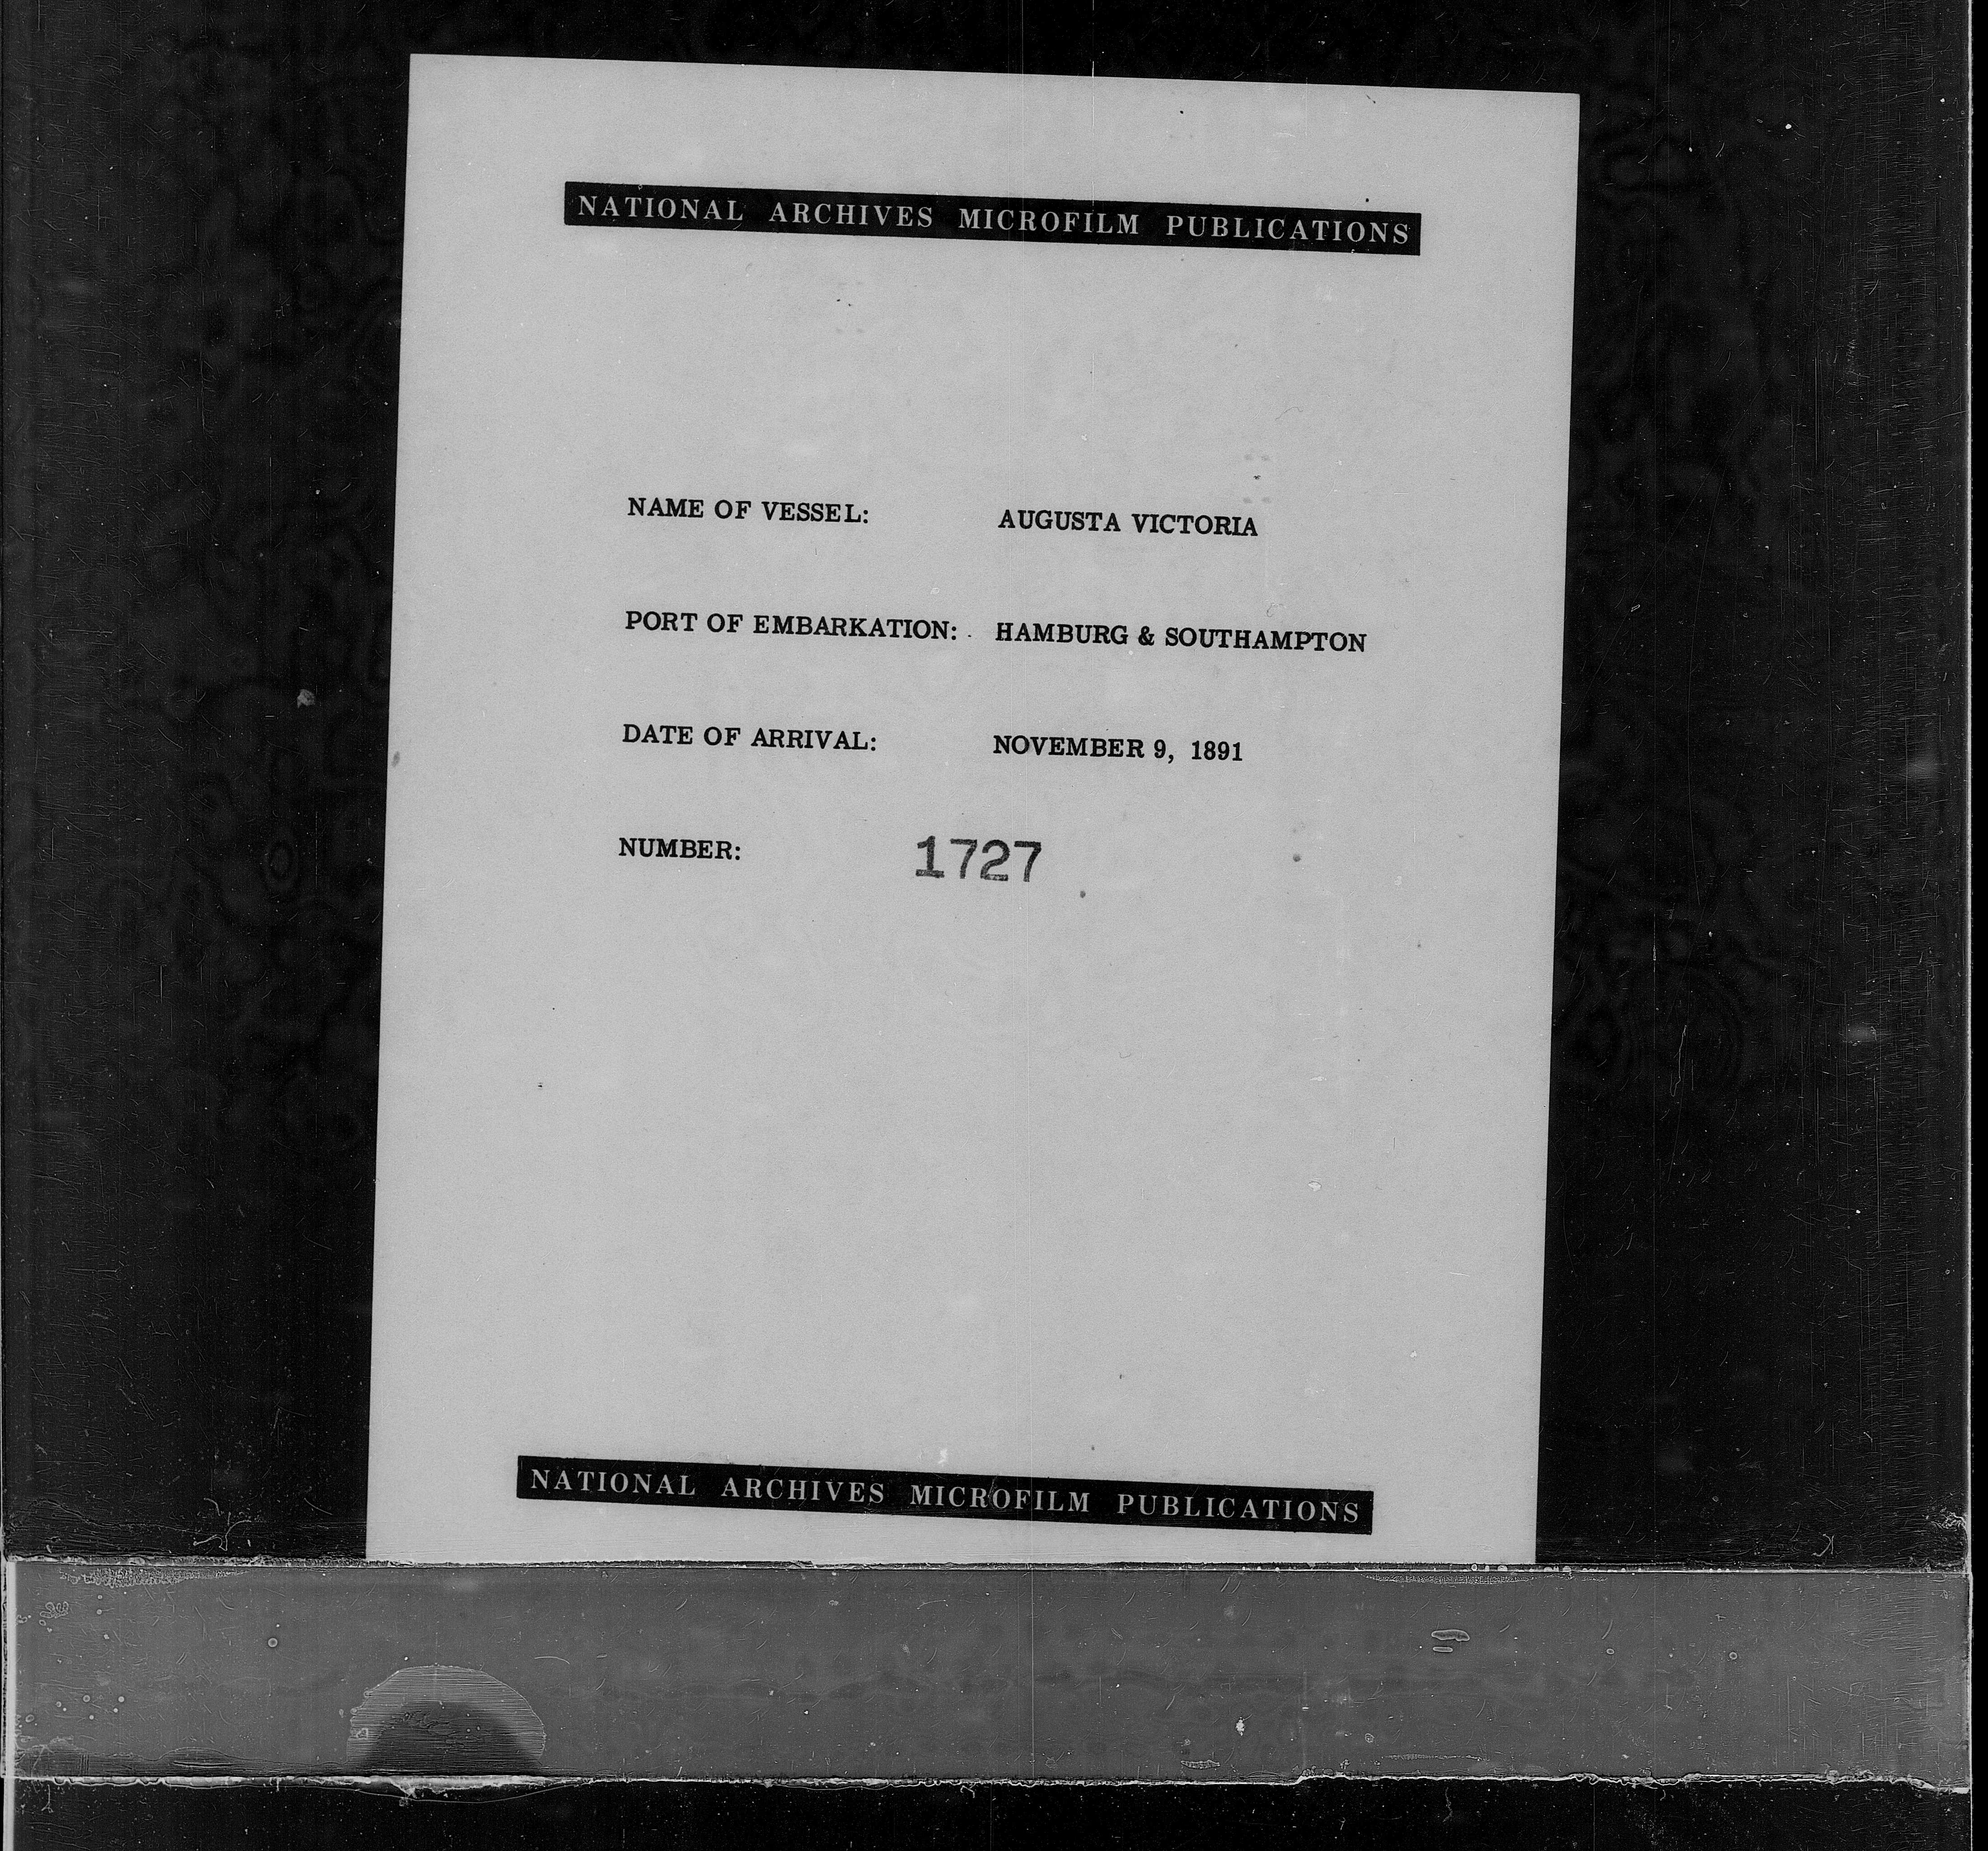 NATIONAL ARCHIVES MICROFILM PUBLICATIONS
NAME OF VESSEL: AUGUSTA VICTORIA
PORT OF EMBARKATION: HAMBURG & SOUTHAMPTON
DATE OF ARRIVAL: NOVEMBER 9, 1891
NUMBER: 1727
NATIONAL ARCHIVES MICROFILM PUBLICATIONS